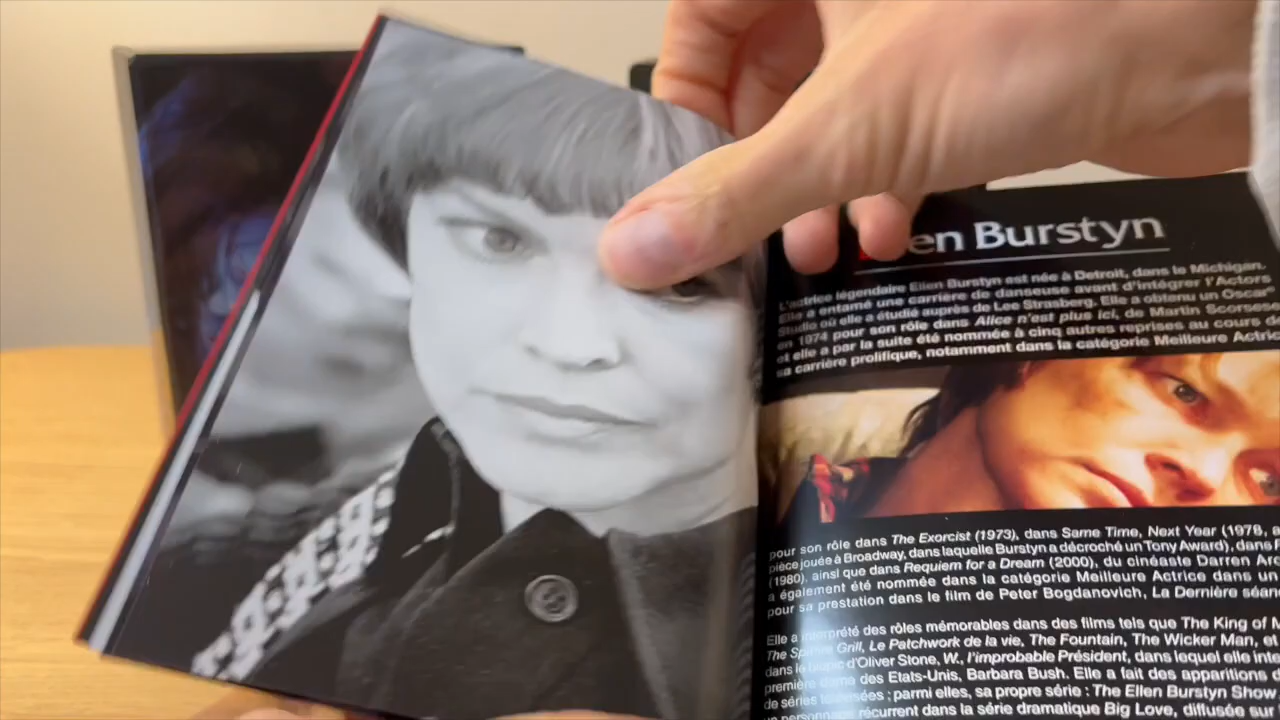 en Burstyn
L'actrice légendaire Ellen Burstyn est née à Detroit, dans le Michigan.
Elle a entamé une carrière de danseuse avant d'intégrer l'Actors
Studio où elle a étudié auprès de Lee Strasberg. Elle a obtenu un Oscar
en 1974 pour son rôle dans Alice n'est plus ici, de Martin Scorsese
et elle a par la suite été nommée à cinq autres reprises au cours de
sa carrière prolifique, notamment dans la catégorie Meilleure Actric
pour son rôle dans The Exorcist (1973), dans Same Time, Next Year (1978, a
pièce jouée à Broadway, dans laquelle Burstyn a décroché un Tony Award), dans
(1980), ainsi que dans Requiem for a Dream (2000), du cinéaste Darren Aro
a également été nommée dans la catégorie Meilleure Actrice dans un
pour sa prestation dans le film de Peter Bogdanovich, La Dernière séan
Elle a interprété des rôles mémorables dans des films tels que The King of M
The Spitfire Grill, Le Patchwork de la vie, The Fountain, The Wicker Man, et
dans le biopic d'Oliver Stone, W., l'improbable Président, dans lequel elle inte
première dame des Etats-Unis, Barbara Bush. Elle a fait des apparitions d
de séries ; parmi elles, sa propre série : The Ellen Burstyn Show
un personnage récurrent dans la série dramatique Big Love, diffusée sur